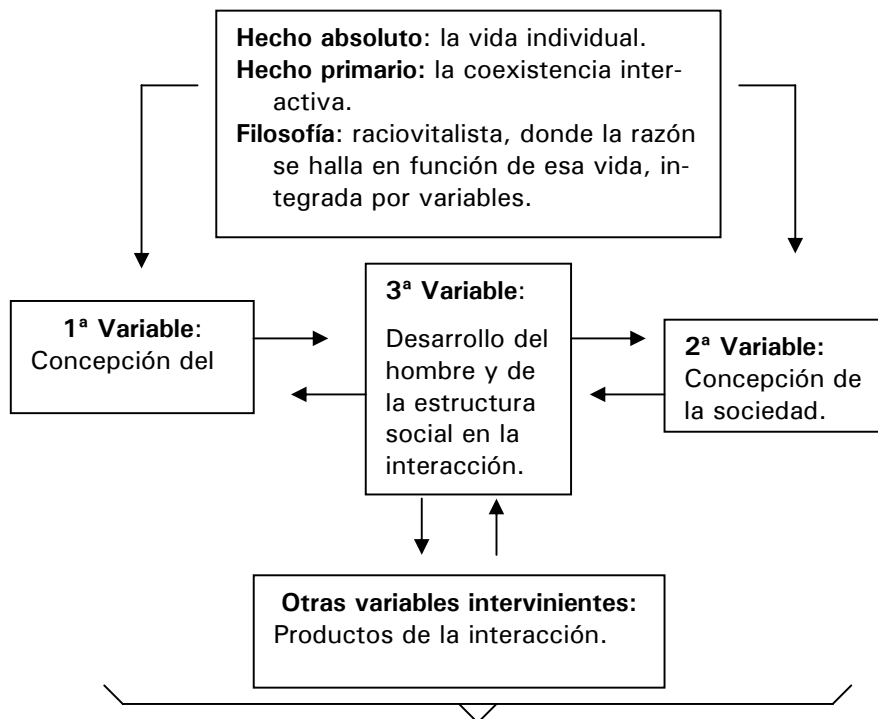 Hecho absoluto: la vida individual.
Hecho primario: la coexistencia inter-
activa.
Filosofía: raciovitalista, donde la razón
se halla en función de esa vida, in-
tegrada por variables.
1ª Variable:
Concepción del
3ª Variable:
Desarrollo del
hombre y de
la estructura
social en la
interacción.
2ª Variable:
Concepción de
la sociedad.
Otras variables intervinientes:
Productos de la interacción.